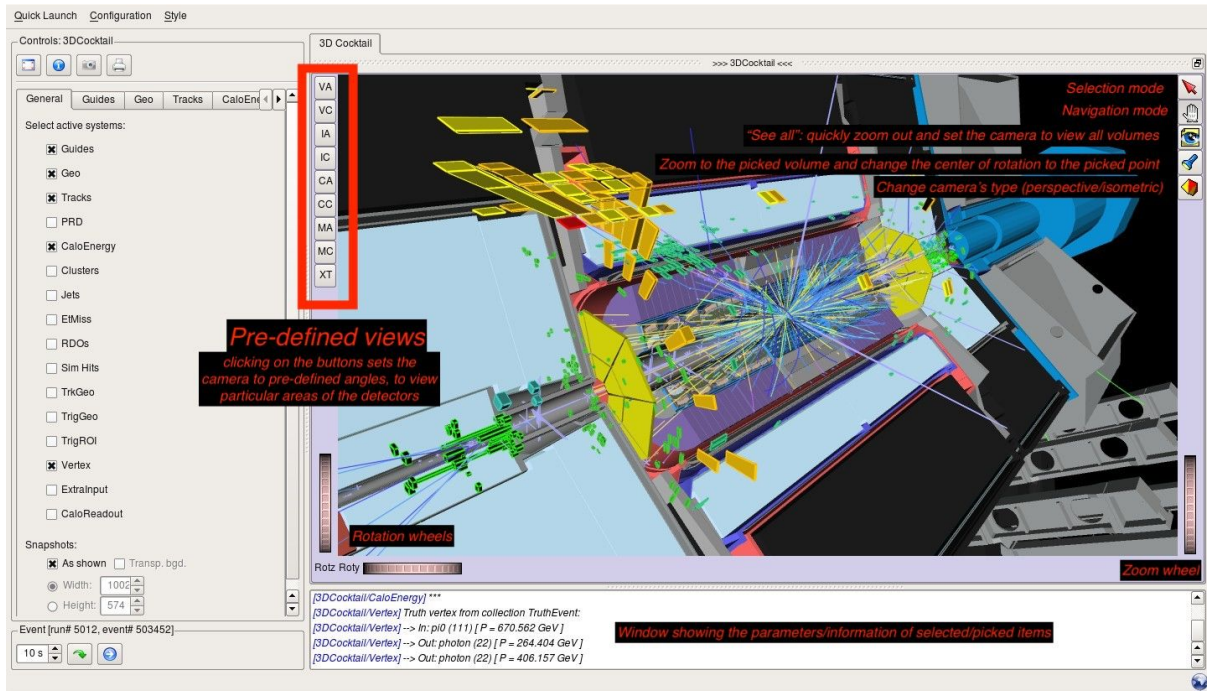 Quick Launch Configuration Style
Controls: 3DCocktail
General Guides Geo Tracks CaloEne
Select active systems:
Guides
Geo
Tracks
PRD
CaloEnergy
Clusters
Jets
EtMiss
RDOs
Sim Hits
TrkGeo
TrigGeo
TrigROI
Vertex
ExtraInput
CaloReadout
Snapshots:
As shown Transp. bgd.
Width: 1002
Height: 574
Event [run# 5012, event# 503452]
10 s
3D Cocktail
>>> 3DCocktail <<<
VA
VC
IA
IC
CA
CC
MA
MC
XT
Selection mode
Navigation mode
“See all”: quickly zoom out and set the camera to view all volumes
Zoom to the picked volume and change the center of rotation to the picked point
Change camera's type (perspective/isometric)
Pre-defined views
clicking on the buttons sets the
camera to pre-defined angles, to view
particular areas of the detectors
Rotation wheels
Rotz Roty
Zoom wheel
[3DCocktail/CaloEnergy] ***
[3DCocktail/Vertex] Truth vertex from collection TruthEvent:
[3DCocktail/Vertex] --> In: pi0 (111) [ P = 670.562 GeV ]
[3DCocktail/Vertex] --> Out: photon (22) [ P = 264.404 GeV ]
[3DCocktail/Vertex] --> Out: photon (22) [ P = 406.157 GeV ]
Window showing the parameters/information of selected/picked items